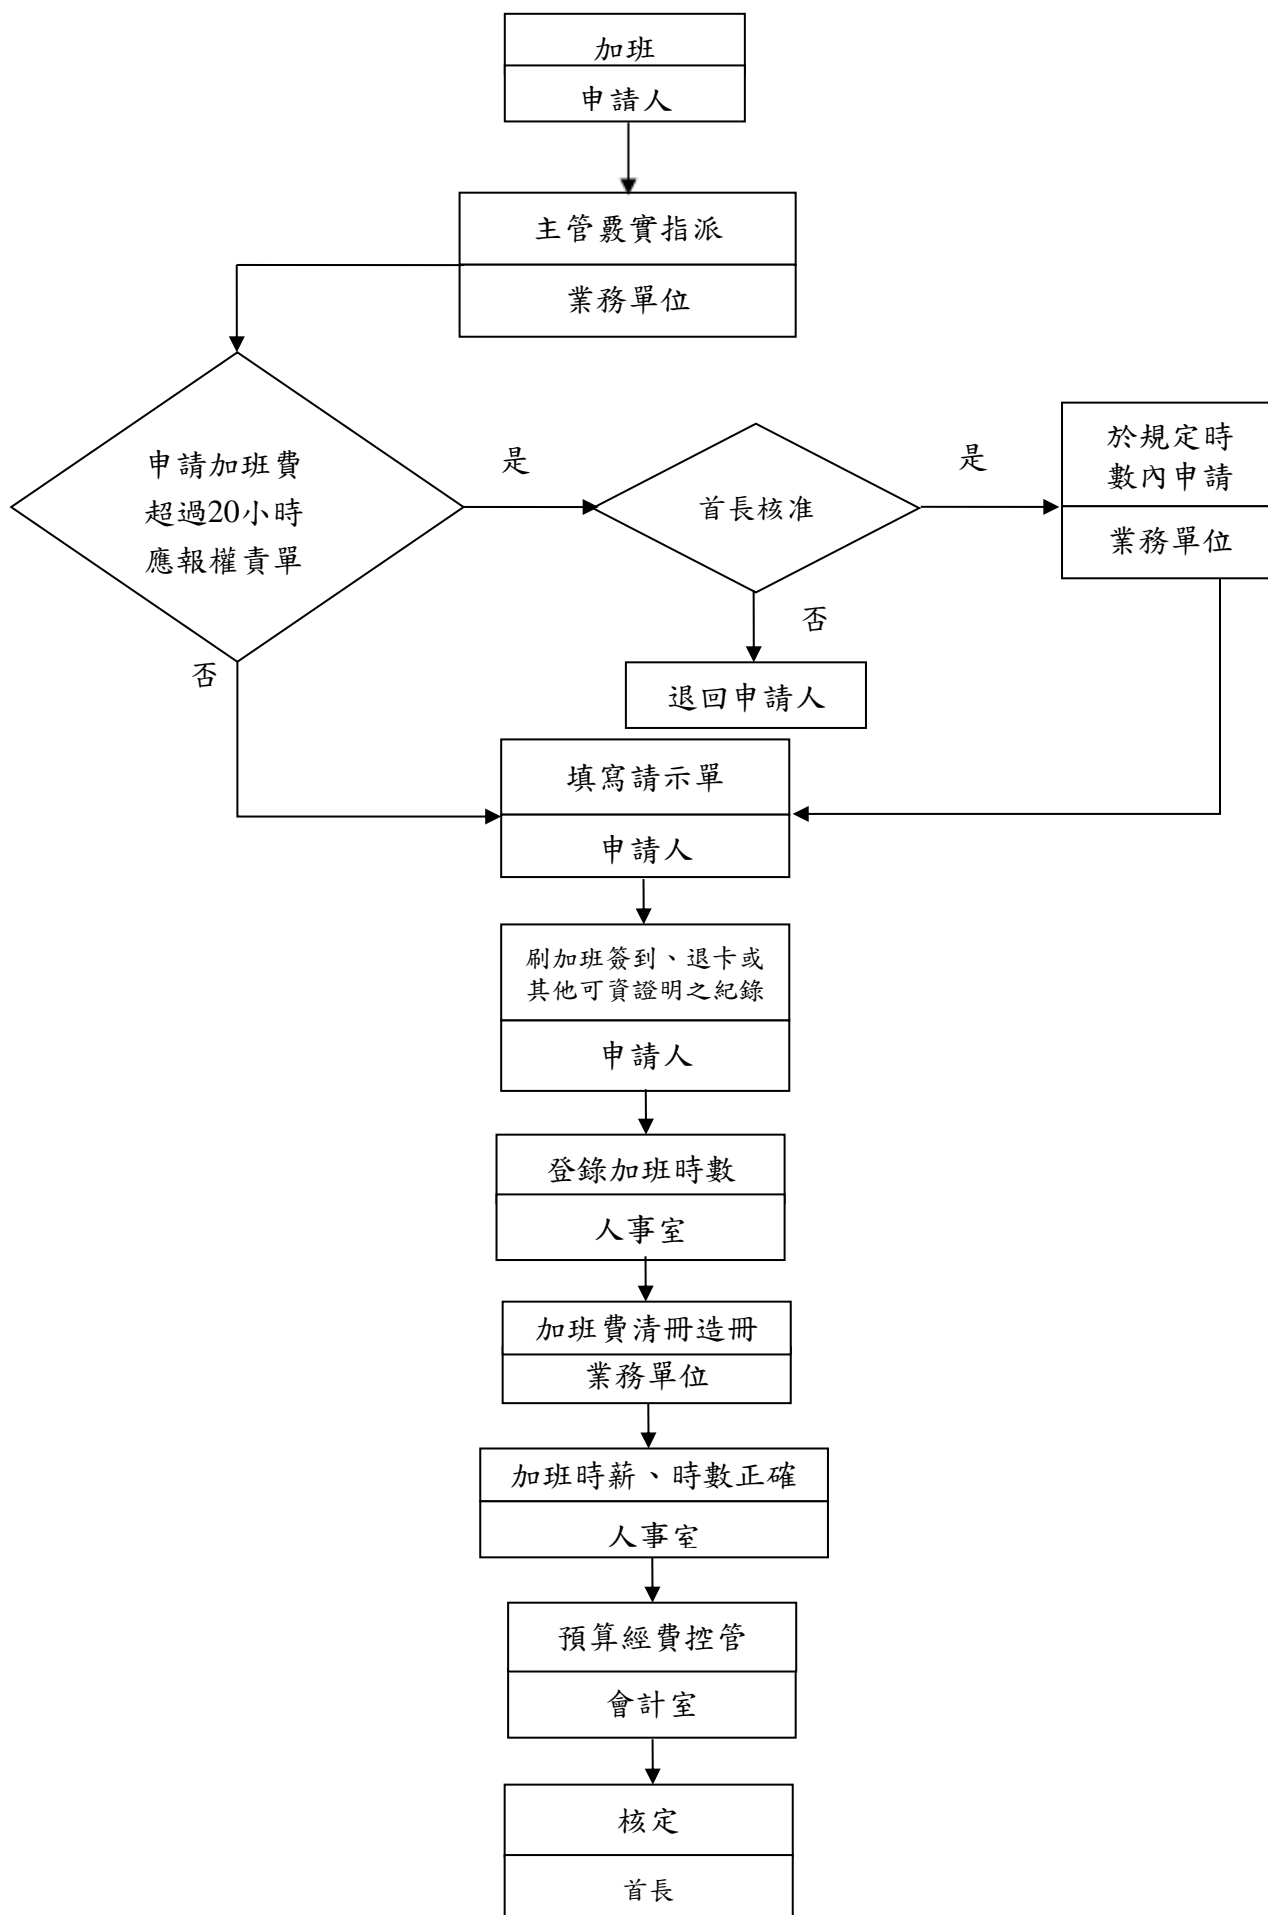 加班
申請人
主管覈實指派
業務單位
申請加班費
超過20小時
應報權責單
是
首長核准
是
於規定時
數內申請
業務單位
否
退回申請人
否
填寫請示單
申請人
刷加班簽到、退卡或
其他可資證明之紀錄
申請人
登錄加班時數
人事室
加班費清冊造冊
業務單位
加班時薪、時數正確
人事室
預算經費控管
會計室
核定
首長